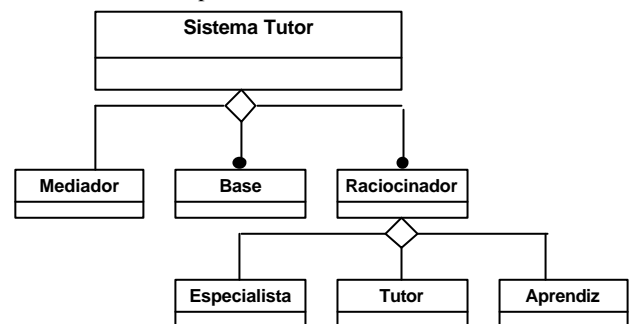 Sistema Tutor
Mediador Base Raciocinador
Especialista Tutor Aprendiz